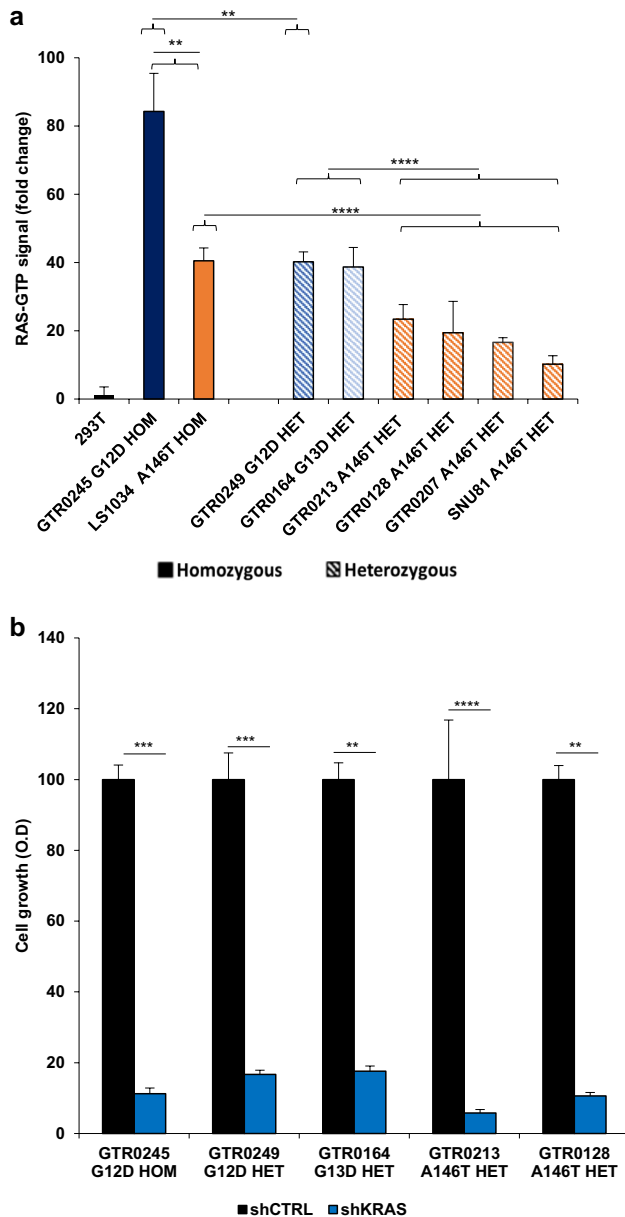 a
**
**
****
****
100
80
60
40
20
0
RAS-GTP signal (fold change)
293T
GTR0245 G12D HOM
LS1034 A146T HOM
GTR0249 G12D HET
GTR0164 G13D HET
GTR0213 A146T HET
GTR0128 A146T HET
GTR0207 A146T HET
SNU81 A146T HET
Homozygous Heterozygous
b
140
120
100
80
60
40
20
0
Cell growth (O.D)
*** *** ** **** **
GTR0245 GTR0249 GTR0164 GTR0213 GTR0128
G12D HOM G12D HET G13D HET A146T HET A146T HET
shCTRL shKRAS